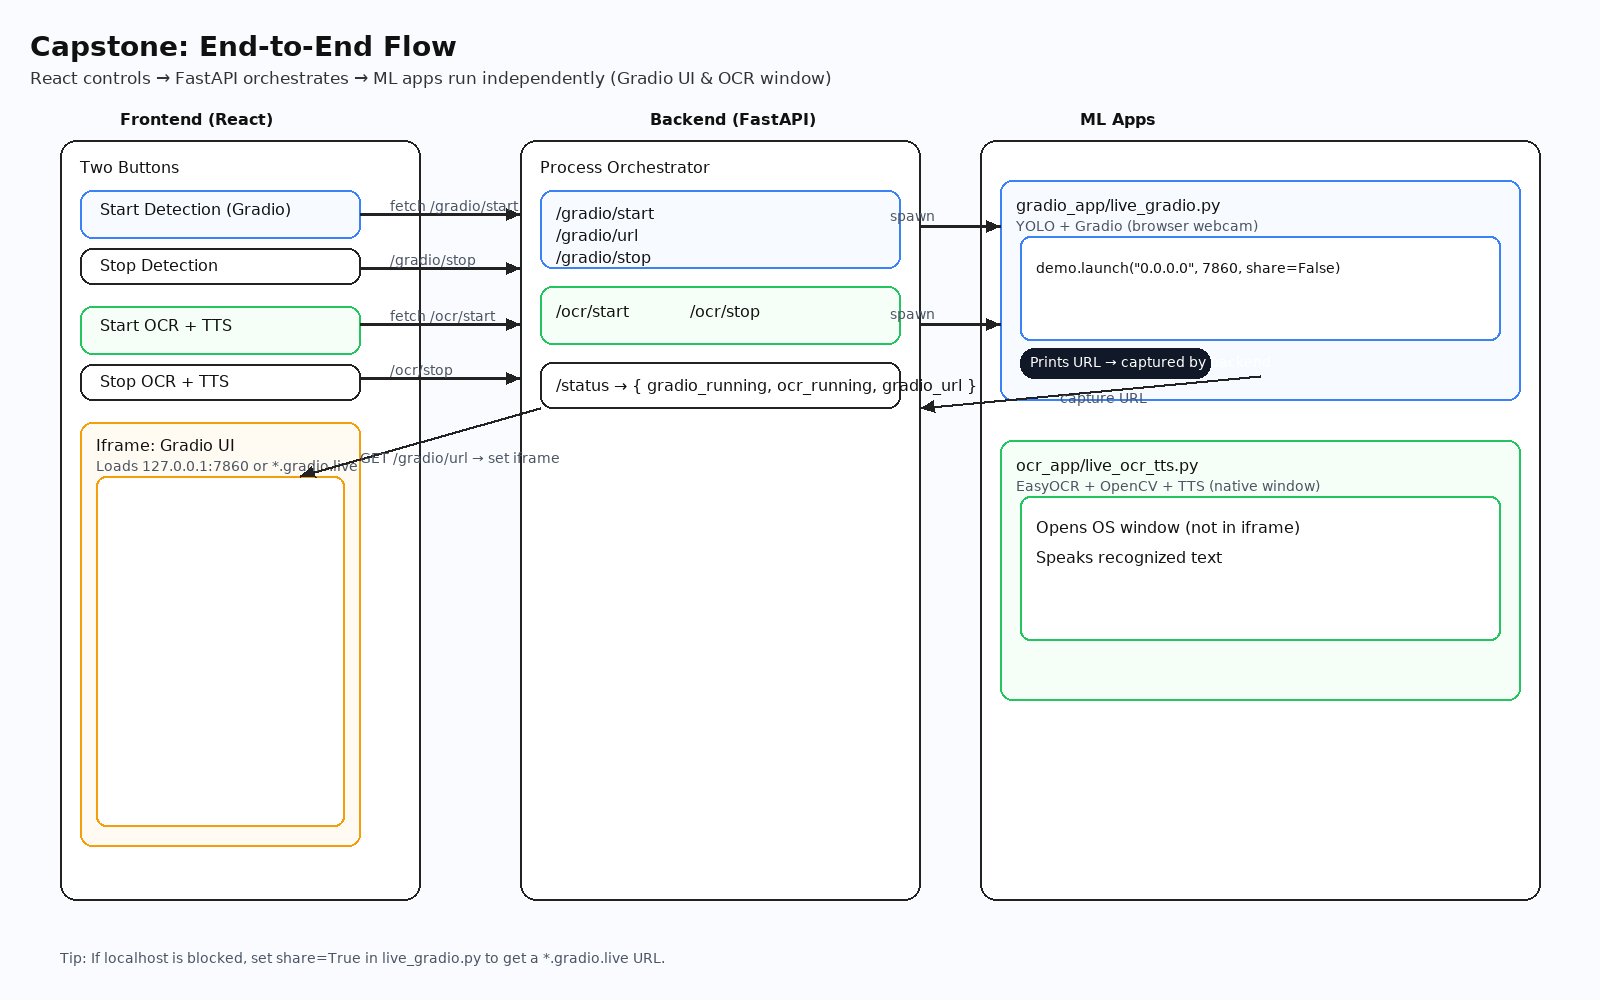 Capstone: End-to-End Flow
React controls → FastAPI orchestrates → ML apps run independently (Gradio UI & OCR window)
Frontend (React)
Two Buttons
Start Detection (Gradio)
Stop Detection
Start OCR + TTS
Stop OCR + TTS
Iframe: Gradio UI
Loads 127.0.0.1:7860 or *.gradio.live
fetch /gradio/start
/gradio/stop
fetch /ocr/start
/ocr/stop
GET /gradio/url → set iframe
Backend (FastAPI)
Process Orchestrator
/gradio/start
/gradio/url
/gradio/stop
/ocr/start /ocr/stop
/status → { gradio_running, ocr_running, gradio_url }
spawn
spawn
capture URL
ML Apps
gradio_app/live_gradio.py
YOLO + Gradio (browser webcam)
demo.launch("0.0.0.0", 7860, share=False)
Prints URL → captured by backend
ocr_app/live_ocr_tts.py
EasyOCR + OpenCV + TTS (native window)
Opens OS window (not in iframe)
Speaks recognized text
Tip: If localhost is blocked, set share=True in live_gradio.py to get a *.gradio.live URL.